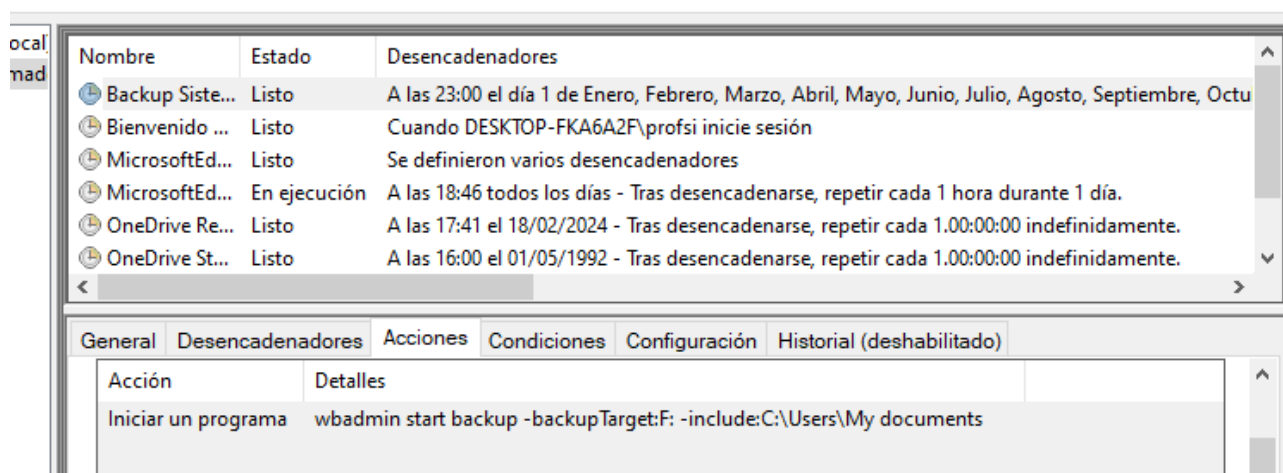 ocal
mad
Nombre Estado Desencadenadores
Backup Siste... Listo A las 23:00 el día 1 de Enero, Febrero, Marzo, Abril, Mayo, Junio, Julio, Agosto, Septiembre, Octu
Bienvenido ... Listo Cuando DESKTOP-FKA6A2F\profsi inicie sesión
MicrosoftEd... Listo Se definieron varios desencadenadores
MicrosoftEd... En ejecución A las 18:46 todos los días - Tras desencadenarse, repetir cada 1 hora durante 1 día.
OneDrive Re... Listo A las 17:41 el 18/02/2024 - Tras desencadenarse, repetir cada 1.00:00:00 indefinidamente.
OneDrive St... Listo A las 16:00 el 01/05/1992 - Tras desencadenarse, repetir cada 1.00:00:00 indefinidamente.
General Desencadenadores Acciones Condiciones Configuración Historial (deshabilitado)
Acción Detalles
Iniciar un programa wbadmin start backup -backupTarget:F: -include:C:\Users\My documents